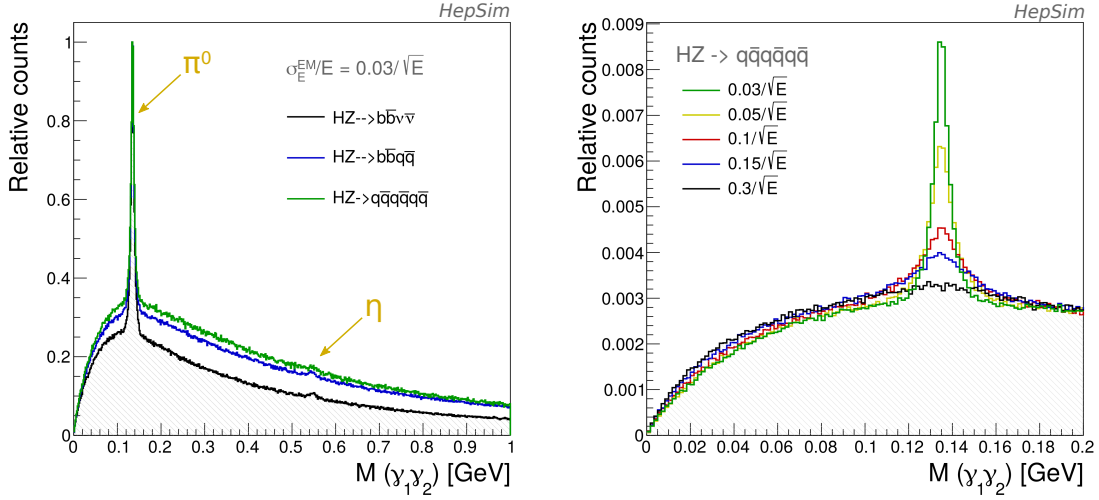 HepSim
Relative counts
1
0.8
0.6
0.4
0.2
0
π⁰
σ_E^EM/E = 0.03/√E
HZ-->bb̅νν̅
HZ-->bb̅qq̅
HZ->qq̅qq̅qq̅
η
0 0.1 0.2 0.3 0.4 0.5 0.6 0.7 0.8 0.9 1
M (γ₁γ₂) [GeV]
HepSim
Relative counts
0.009
0.008
0.007
0.006
0.005
0.004
0.003
0.002
0.001
0
HZ -> qq̅qq̅qq̅
0.03/√E
0.05/√E
0.1/√E
0.15/√E
0.3/√E
0 0.02 0.04 0.06 0.08 0.1 0.12 0.14 0.16 0.18 0.2
M (γ₁γ₂) [GeV]